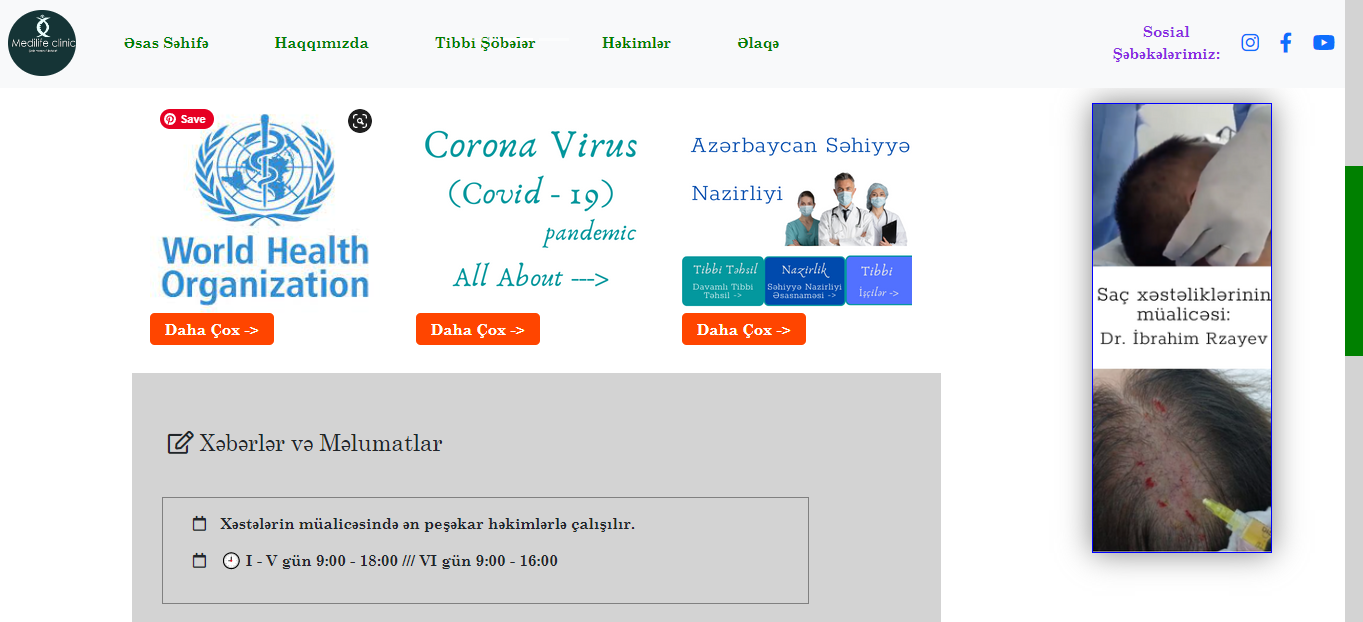 Medilife clinic
Əsas Səhifə
Haqqımızda
Tibbi Şöbələr
Həkimlər
Əlaqə
Sosial
Şəbəkələrimiz:
Save
World Health
Organization
Daha Çox ->
Corona Virus
(Covid - 19)
pandemic
All About --->
Daha Çox ->
Azərbaycan Səhiyyə
Nazirliyi
Tibbi Təhsil
Davamlı Tibbi
Təhsil ->
Nazirlik
Səhiyyə Nazirliyi
Əsasnaməsi ->
Tibbi
İşçilər ->
Daha Çox ->
Saç xəstəliklərinin
müalicəsi:
Dr. İbrahim Rzayev
Xəbərlər və Məlumatlar
Xəstələrin müalicəsində ən peşəkar həkimlərlə çalışılır.
I - V gün 9:00 - 18:00 /// VI gün 9:00 - 16:00